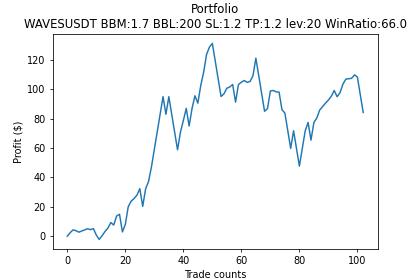 Portfolio
WAVESUSDT BBM:1.7 BBL:200 SL:1.2 TP:1.2 lev:20 WinRatio:66.0
120
100
80
60
40
20
0
Profit ($)
0 20 40 60 80 100
Trade counts